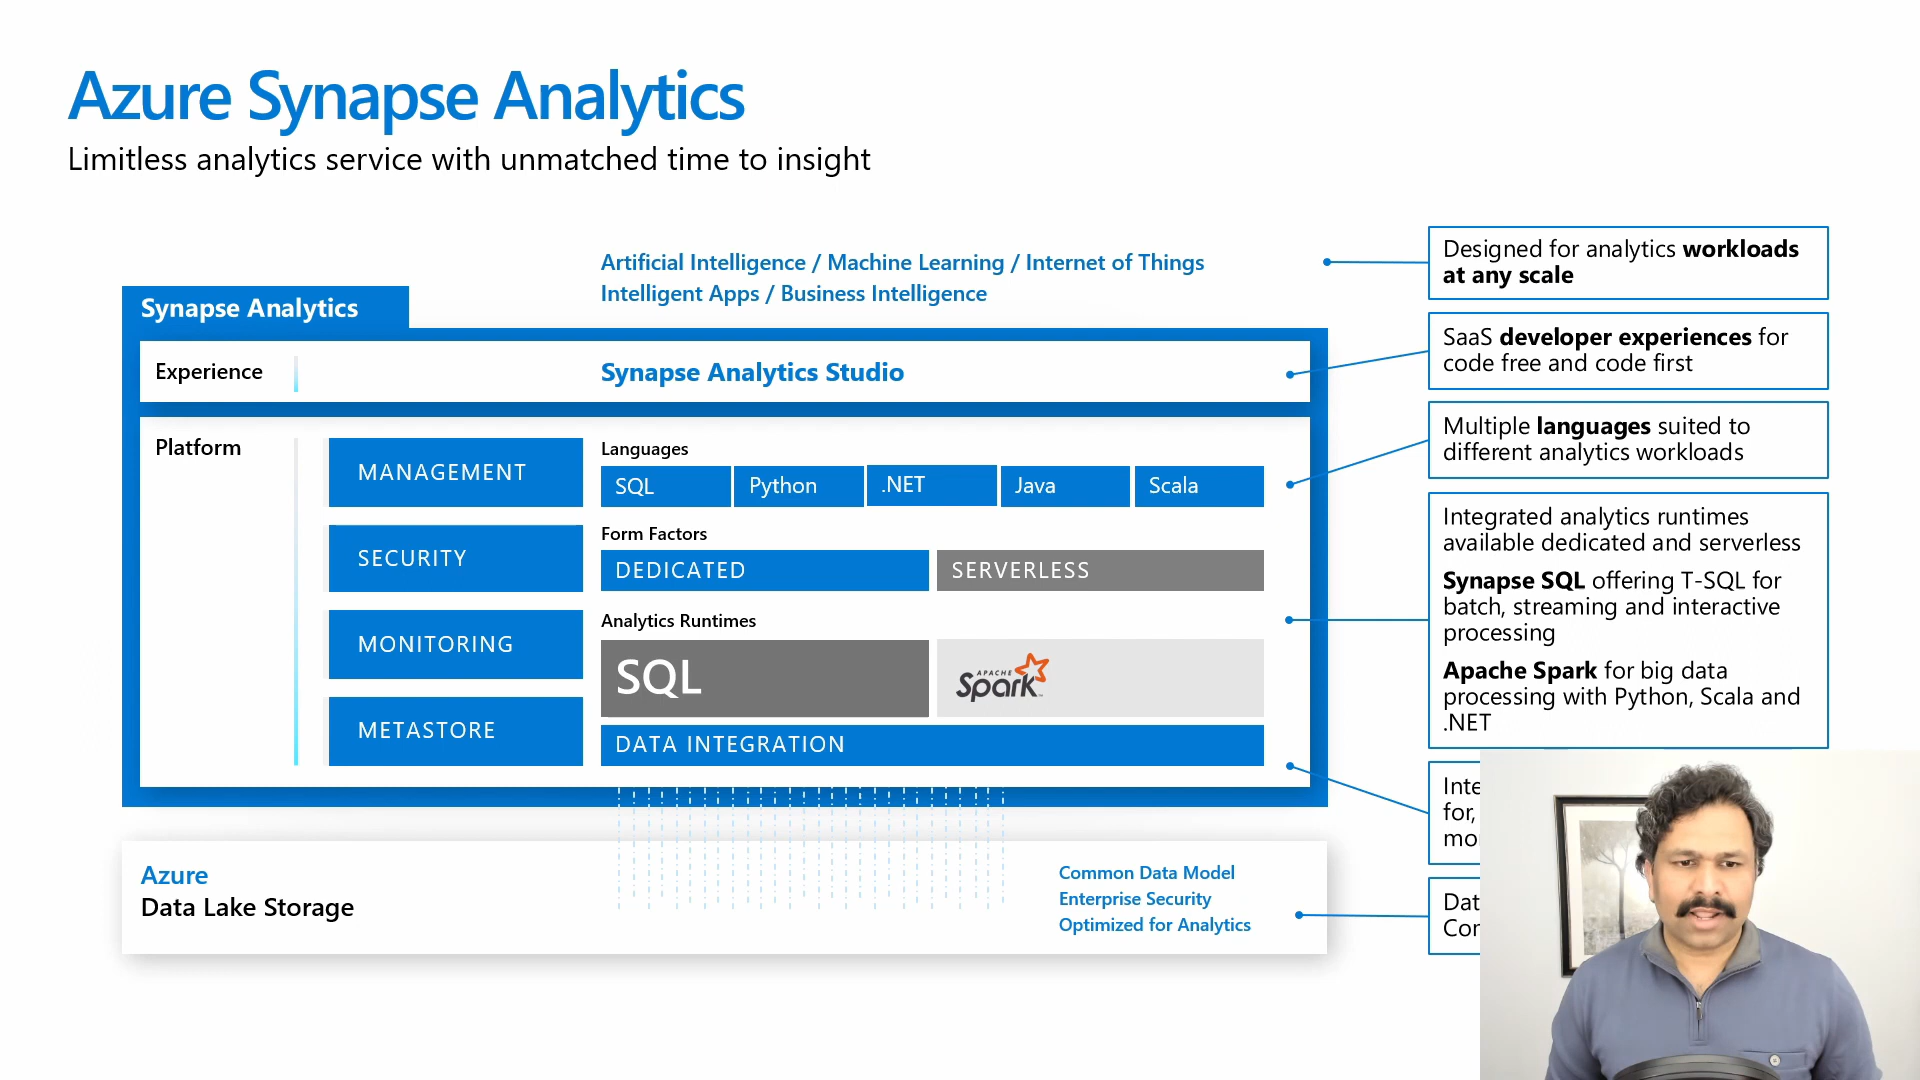 Azure Synapse Analytics
Limitless analytics service with unmatched time to insight
Artificial Intelligence / Machine Learning / Internet of Things
Intelligent Apps / Business Intelligence
Synapse Analytics
Experience
Synapse Analytics Studio
Platform
MANAGEMENT
SECURITY
MONITORING
METASTORE
Languages
SQL
Python
.NET
Java
Scala
Form Factors
DEDICATED
SERVERLESS
Analytics Runtimes
SQL
APACHE
Spark
DATA INTEGRATION
Azure
Data Lake Storage
Common Data Model
Enterprise Security
Optimized for Analytics
Designed for analytics workloads
at any scale
SaaS developer experiences for
code free and code first
Multiple languages suited to
different analytics workloads
Integrated analytics runtimes
available dedicated and serverless
Synapse SQL offering T-SQL for
batch, streaming and interactive
processing
Apache Spark for big data
processing with Python, Scala and
.NET
for,